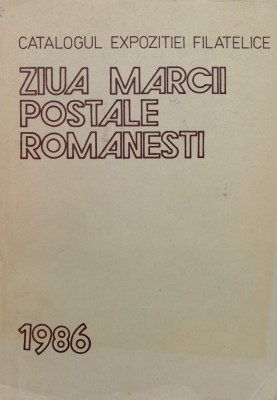 CATALOGUL EXPOZITIEI FILATELICE
ZIUA MARCII
POSTALE
ROMANESTI
1986